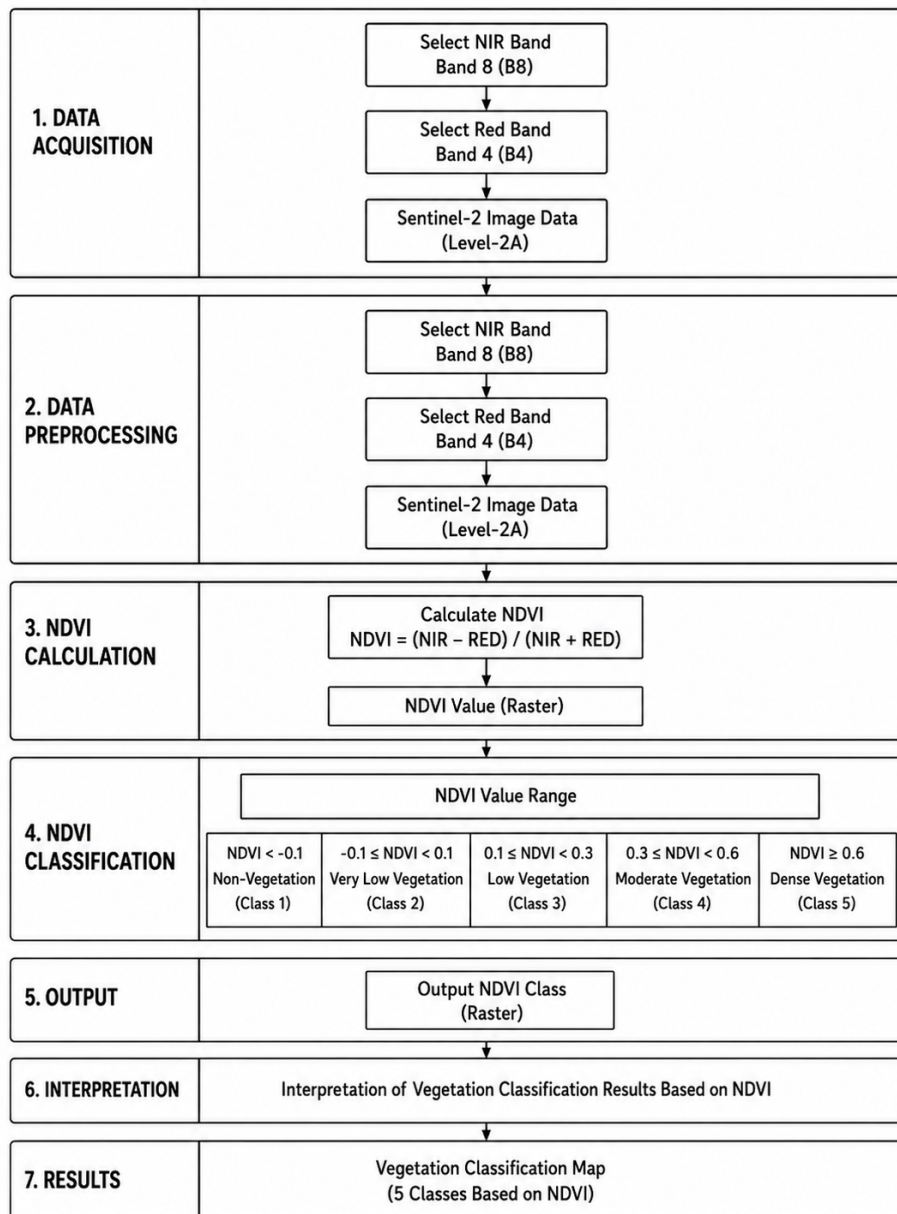 1. DATA
ACQUISITION
Select NIR Band
Band 8 (B8)
Select Red Band
Band 4 (B4)
Sentinel-2 Image Data
(Level-2A)
2. DATA
PREPROCESSING
Select NIR Band
Band 8 (B8)
Select Red Band
Band 4 (B4)
Sentinel-2 Image Data
(Level-2A)
3. NDVI
CALCULATION
Calculate NDVI
NDVI = (NIR – RED) / (NIR + RED)
NDVI Value (Raster)
4. NDVI
CLASSIFICATION
NDVI Value Range
NDVI < -0.1
Non-Vegetation
(Class 1)
-0.1 ≤ NDVI < 0.1
Very Low Vegetation
(Class 2)
0.1 ≤ NDVI < 0.3
Low Vegetation
(Class 3)
0.3 ≤ NDVI < 0.6
Moderate Vegetation
(Class 4)
NDVI ≥ 0.6
Dense Vegetation
(Class 5)
5. OUTPUT
Output NDVI Class
(Raster)
6. INTERPRETATION
Interpretation of Vegetation Classification Results Based on NDVI
7. RESULTS
Vegetation Classification Map
(5 Classes Based on NDVI)